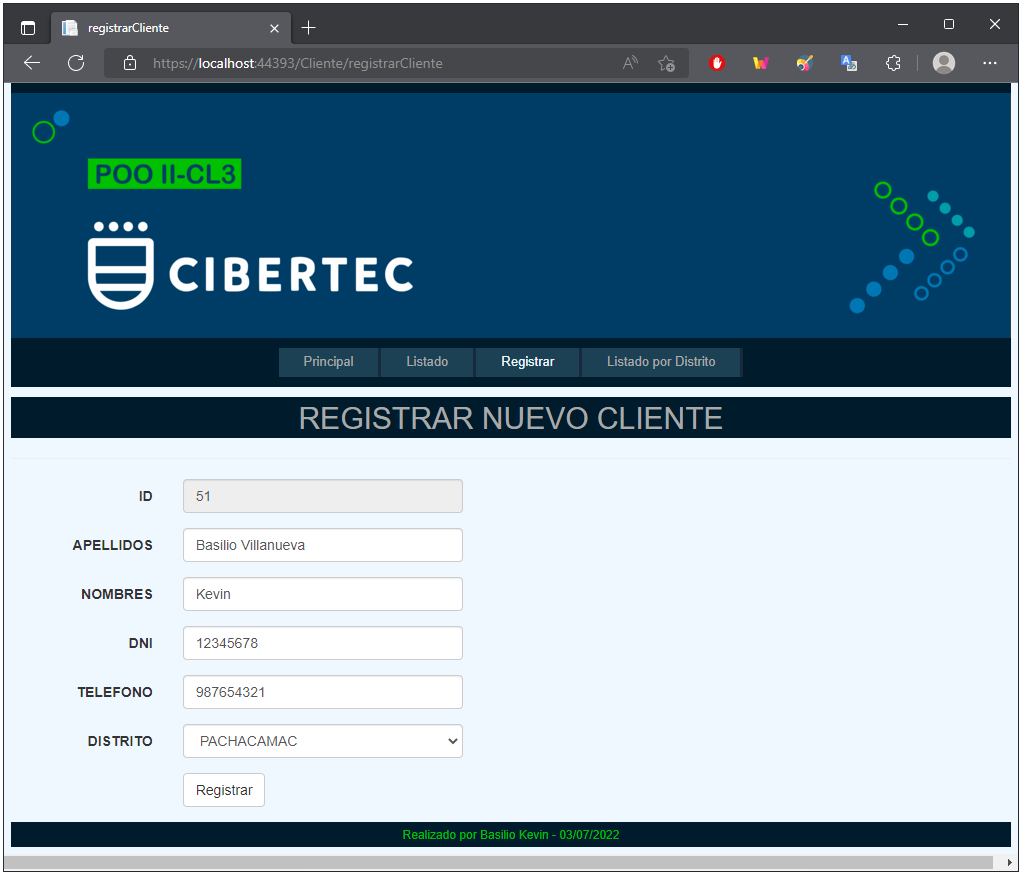 registrarCliente
https://localhost:44393/Cliente/registrarCliente
POO II-CL3
CIBERTEC
Principal Listado Registrar Listado por Distrito
REGISTRAR NUEVO CLIENTE
ID 51
APELLIDOS Basilio Villanueva
NOMBRES Kevin
DNI 12345678
TELEFONO 987654321
DISTRITO PACHACAMAC
Registrar
Realizado por Basilio Kevin - 03/07/2022